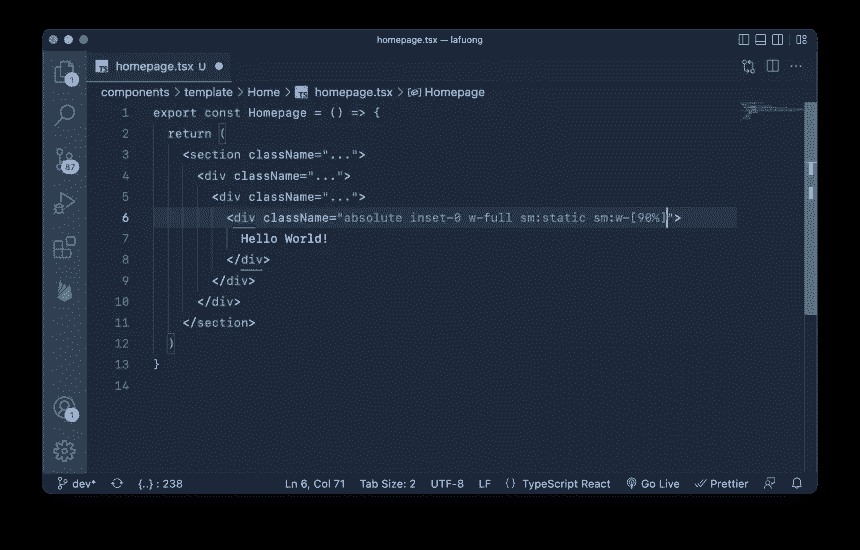 homepage.tsx — lafuong
TS homepage.tsx U
components > template > Home > TS homepage.tsx > Homepage
1 export const Homepage = () => {
2 return (
3 <section className="...">
4 <div className="...">
5 <div className="...">
6 <div className="absolute inset-0 w-full sm:static sm:w-[90%]">
7 Hello World!
8 </div>
9 </div>
10 </div>
11 </section>
12 )
13 }
14
1
87
1
dev* {..} : 238 Ln 6, Col 71 Tab Size: 2 UTF-8 LF {} TypeScript React Go Live Prettier